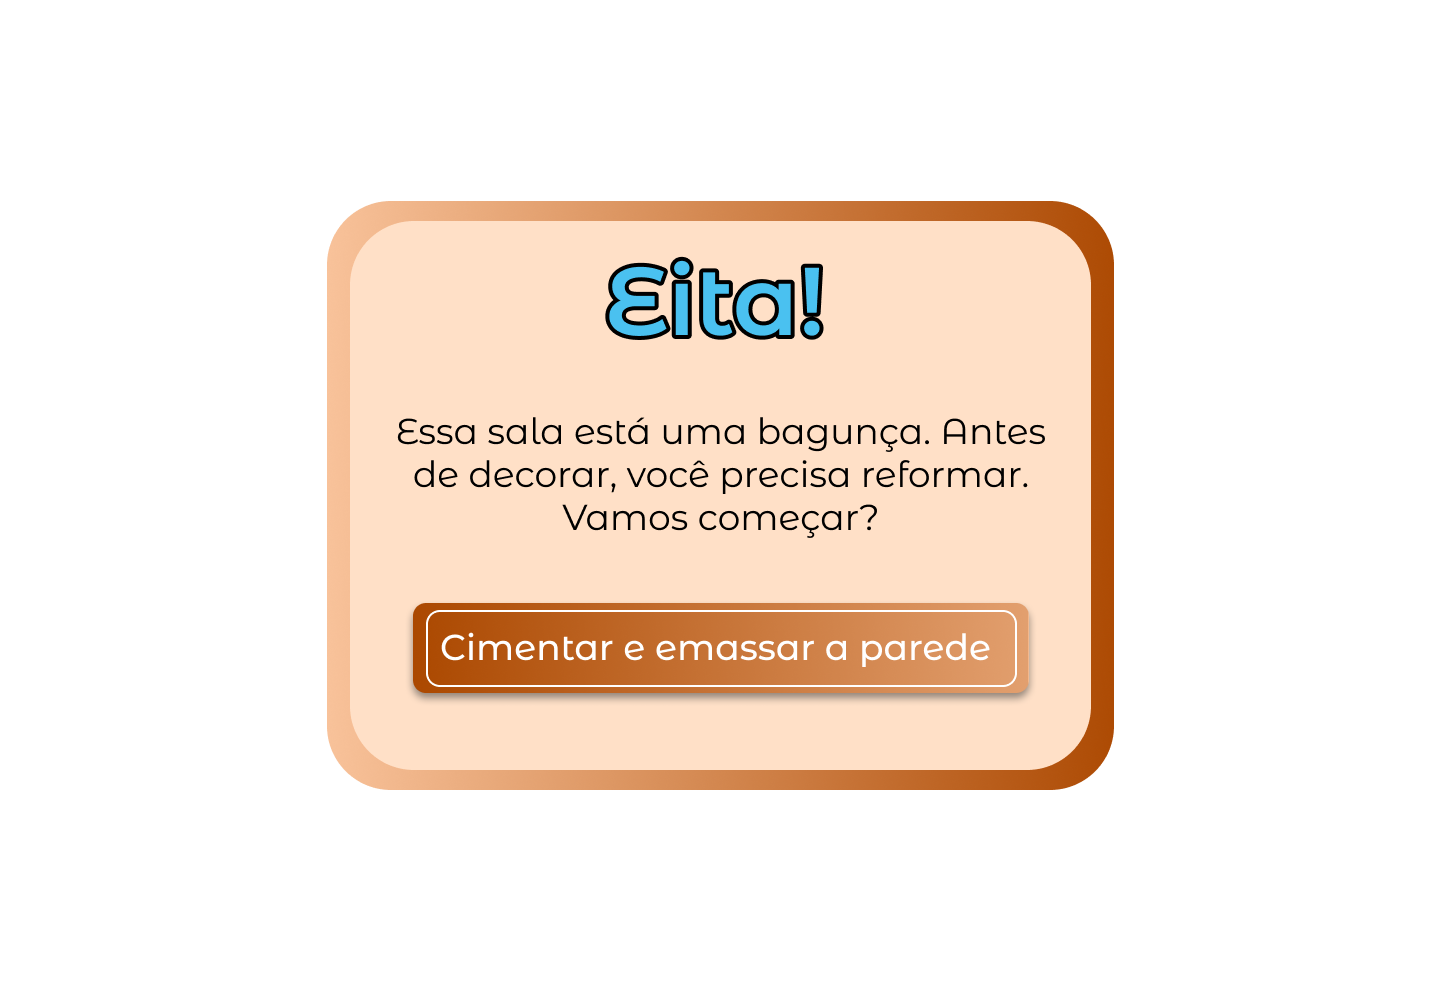 Eita!
Essa sala está uma bagunça. Antes
de decorar, você precisa reformar.
Vamos começar?
Cimentar e emassar a parede